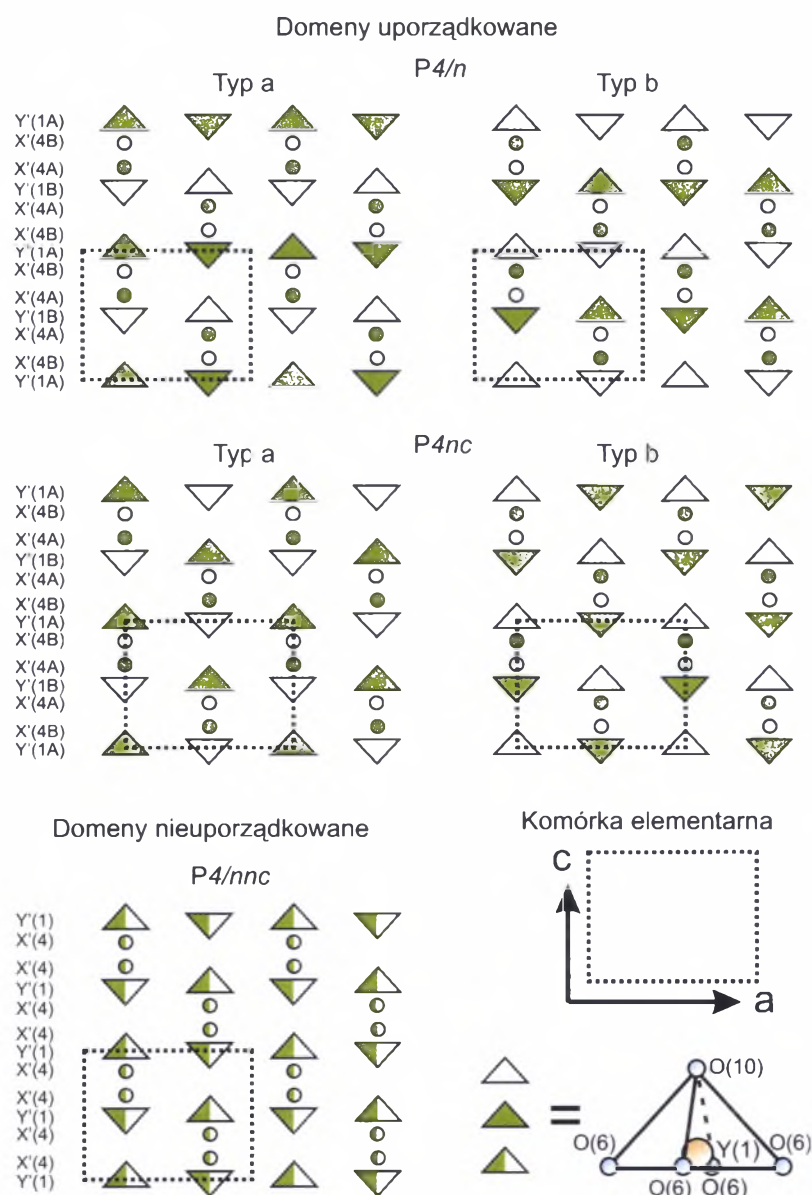 Domeny uporządkowane
P4/n
Typ a
Typ b
Y'(1A)
X'(4B)
X'(4A)
Y'(1B)
X'(4A)
X'(4B)
Y'(1A)
X'(4B)
X'(4A)
Y'(1B)
X'(4A)
X'(4B)
Y'(1A)
P4nc
Typ a
Typ b
Y'(1A)
X'(4B)
X'(4A)
Y'(1B)
X'(4A)
X'(4B)
Y'(1A)
X'(4B)
X'(4A)
Y'(1B)
X'(4A)
X'(4B)
Y'(1A)
Domeny nieuporządkowane
P4/nnc
Y'(1)
X'(4)
X'(4)
Y'(1)
X'(4)
X'(4)
Y'(1)
X'(4)
X'(4)
Y'(1)
X'(4)
X'(4)
Y'(1)
Komórka elementarna
c
a
=
O(10)
O(6) Y(1) O(6)
O(6) O(6)